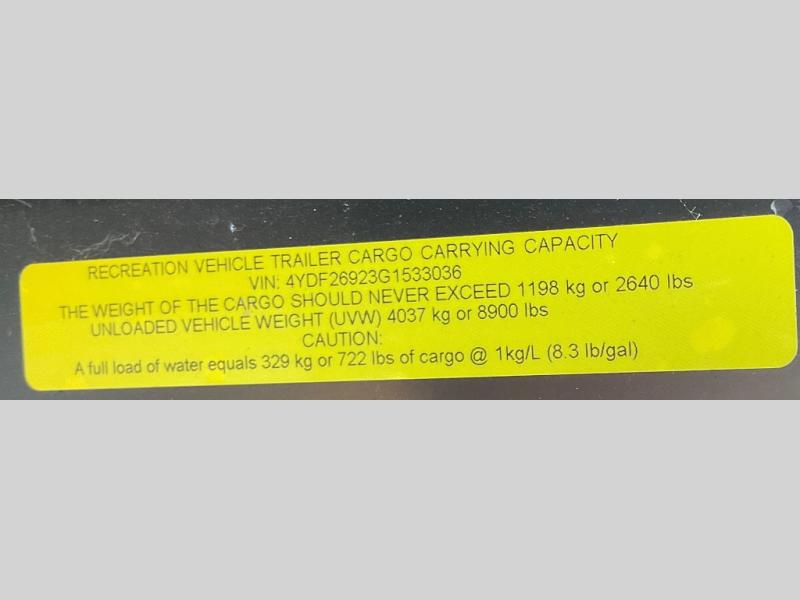 RECREATION VEHICLE TRAILER CARGO CARRYING CAPACITY
VIN: 4YDF26923G1533036
THE WEIGHT OF THE CARGO SHOULD NEVER EXCEED 1198 kg or 2640 lbs
UNLOADED VEHICLE WEIGHT (UVW) 4037 kg or 8900 lbs
CAUTION:
A full load of water equals 329 kg or 722 lbs of cargo @ 1kg/L (8.3 lb/gal)